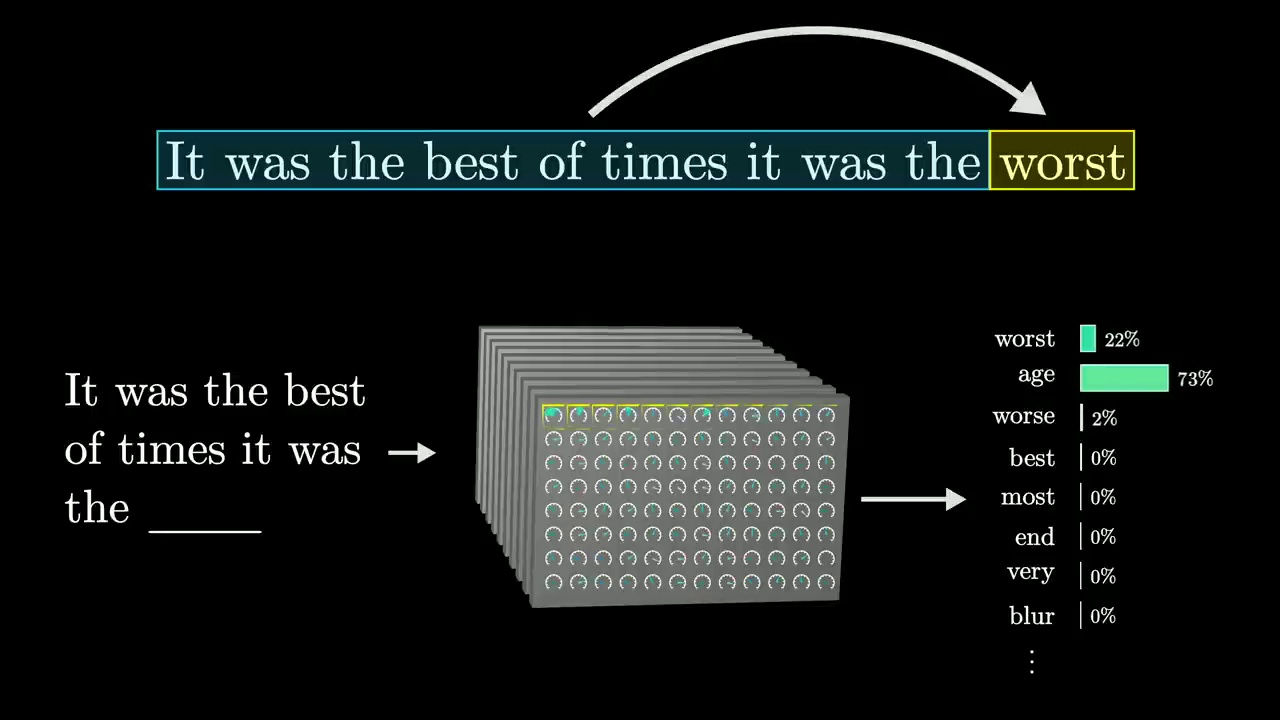 It was the best of times it was the worst
It was the best
of times it was
the _____
worst 22%
age 73%
worse 2%
best 0%
most 0%
end 0%
very 0%
blur 0%
⋮